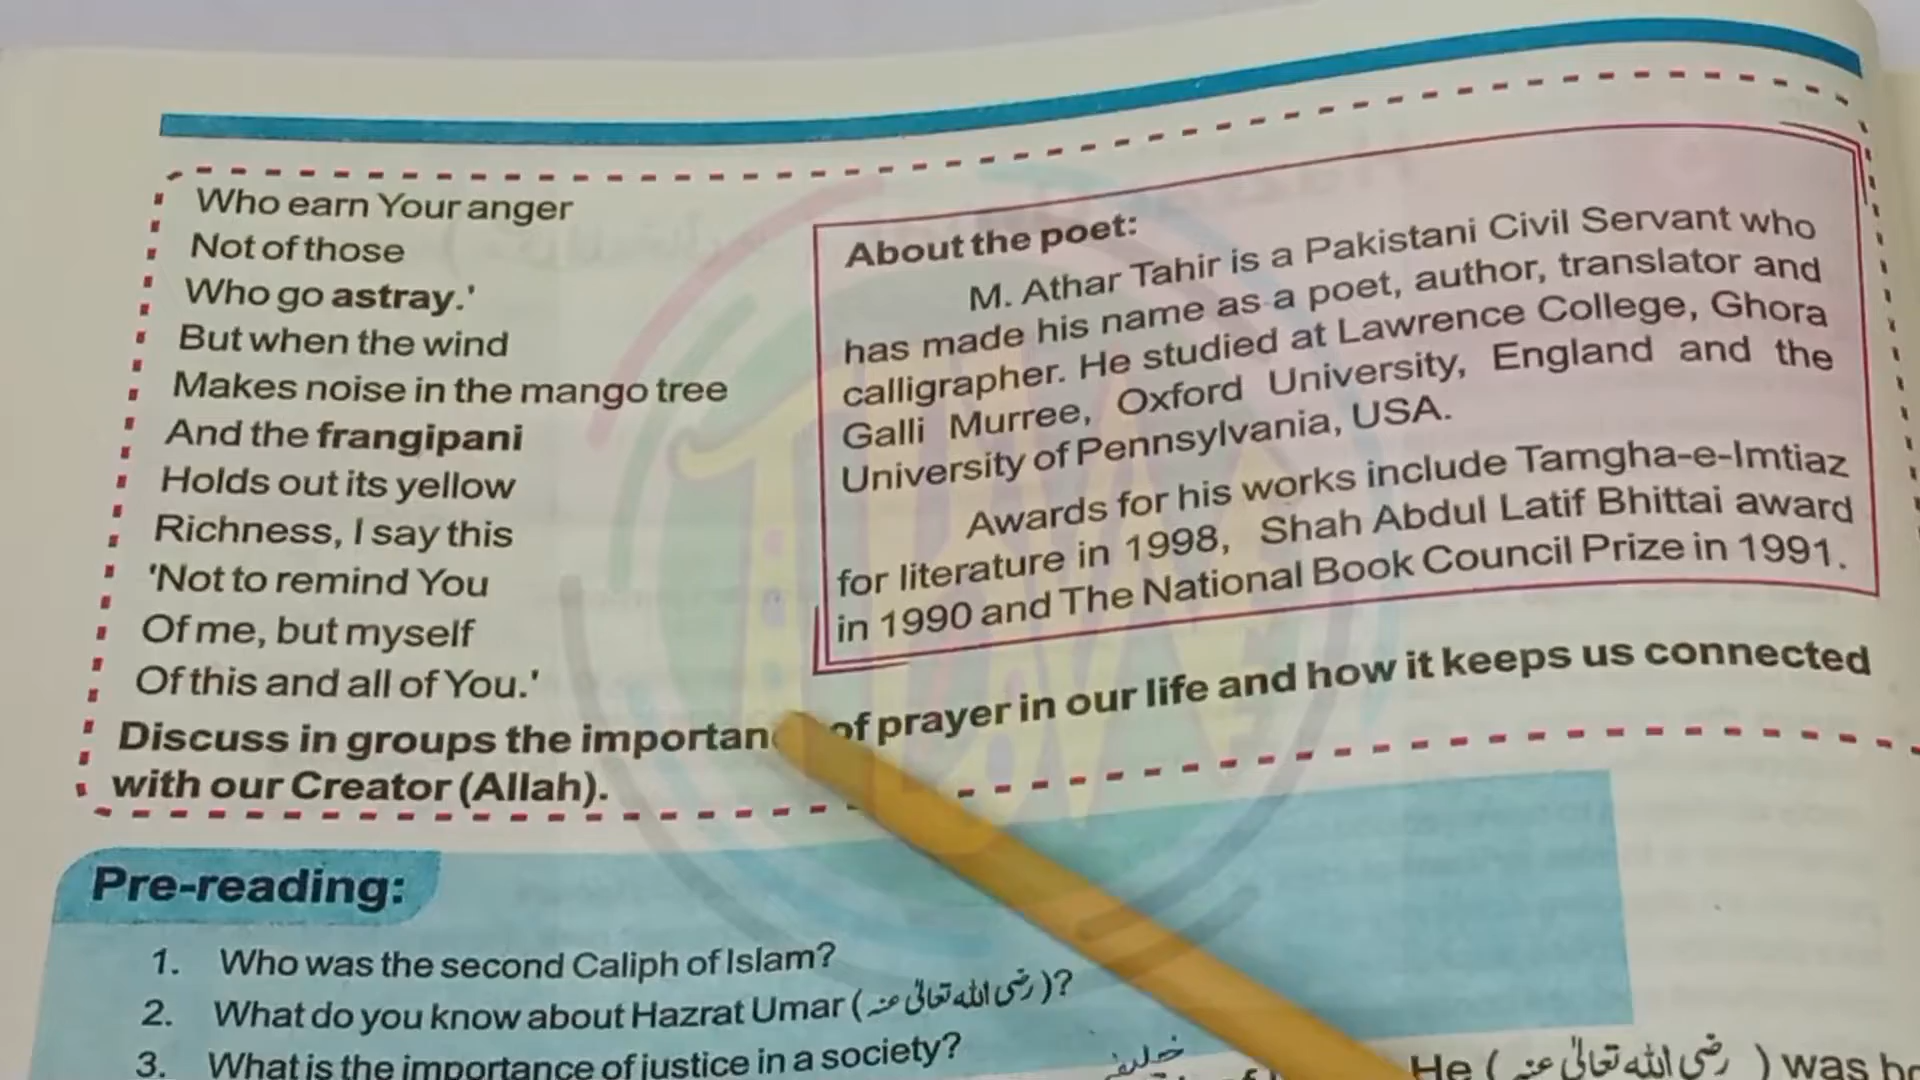 Who earn Your anger
Not of those
Who go astray.'
But when the wind
Makes noise in the mango tree
And the frangipani
Holds out its yellow
Richness, I say this
'Not to remind You
Of me, but myself
Of this and all of You.'
About the poet:
M. Athar Tahir is a Pakistani Civil Servant who
has made his name as a poet, author, translator and
calligrapher. He studied at Lawrence College, Ghora
Galli Murree, Oxford University, England and the
University of Pennsylvania, USA.
Awards for his works include Tamgha-e-Imtiaz
for literature in 1998, Shah Abdul Latif Bhittai award
in 1990 and The National Book Council Prize in 1991.
Discuss in groups the importan of prayer in our life and how it keeps us connected
with our Creator (Allah).
Pre-reading:
1. Who was the second Caliph of Islam?
2. What do you know about Hazrat Umar (رضی اللہ تعالیٰ عنہ)?
3. What is the importance of justice in a society?
خلیفہ
He (رضی اللہ تعالیٰ عنہ) was